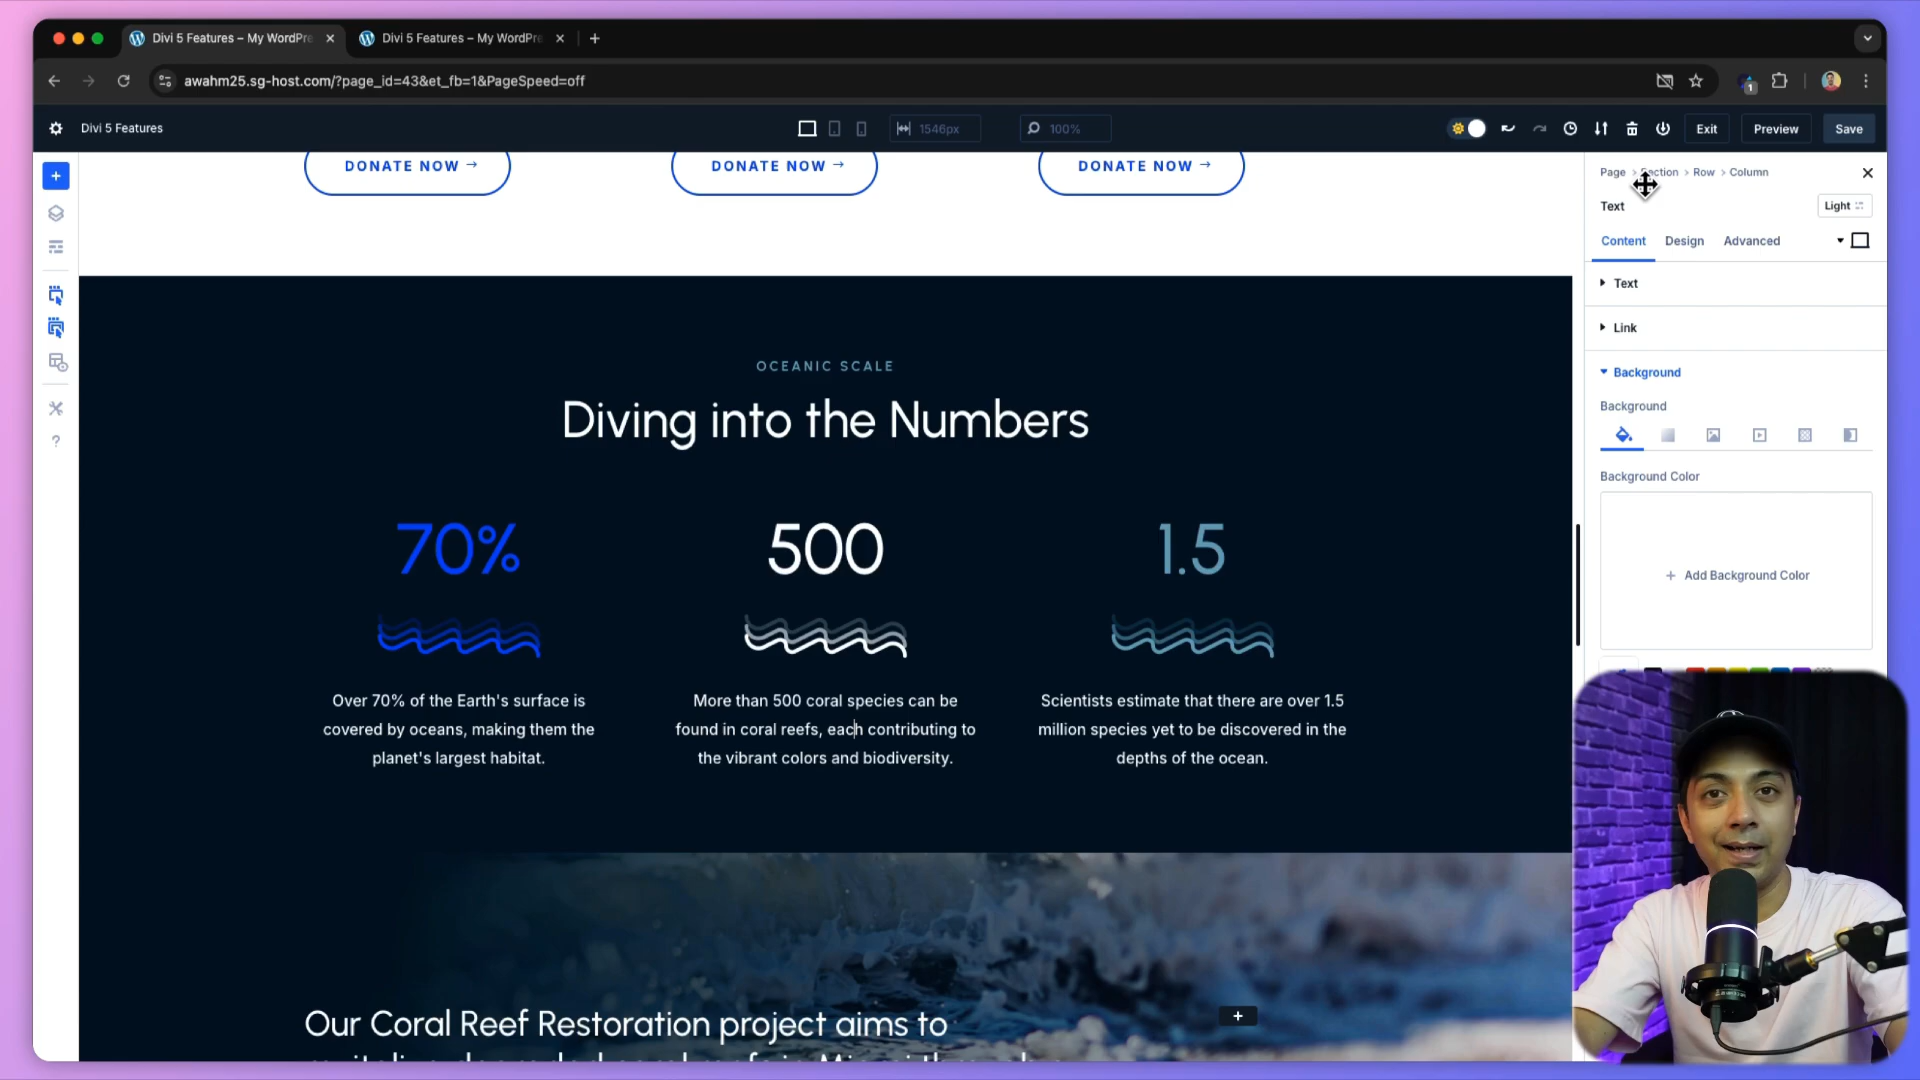 Divi 5 Features – My WordPre
Divi 5 Features – My WordPr
awahm25.sg-host.com/?page_id=43&et_fb=1&PageSpeed=off
1
Divi 5 Features
1546px
100%
Exit
Preview
Save
DONATE NOW →
DONATE NOW →
DONATE NOW →
Page > Section > Row > Column
Text
Light
Content
Design
Advanced
Text
Link
Background
Background
Background Color
+ Add Background Color
OCEANIC SCALE
Diving into the Numbers
70%
500
1.5
Over 70% of the Earth's surface is
covered by oceans, making them the
planet's largest habitat.
More than 500 coral species can be
found in coral reefs, each contributing to
the vibrant colors and biodiversity.
Scientists estimate that there are over 1.5
million species yet to be discovered in the
depths of the ocean.
Our Coral Reef Restoration project aims to